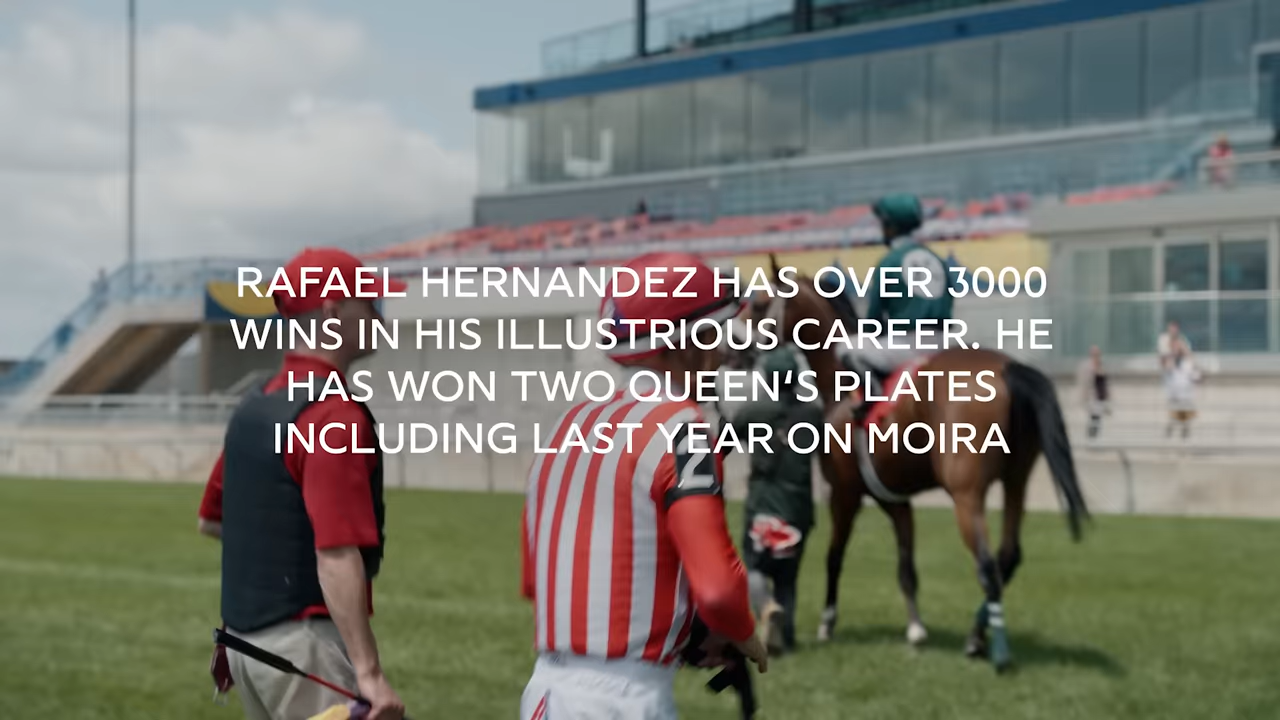 RAFAEL HERNANDEZ HAS OVER 3000
WINS IN HIS ILLUSTRIOUS CAREER. HE
HAS WON TWO QUEEN‘S PLATES
INCLUDING LAST YEAR ON MOIRA
2